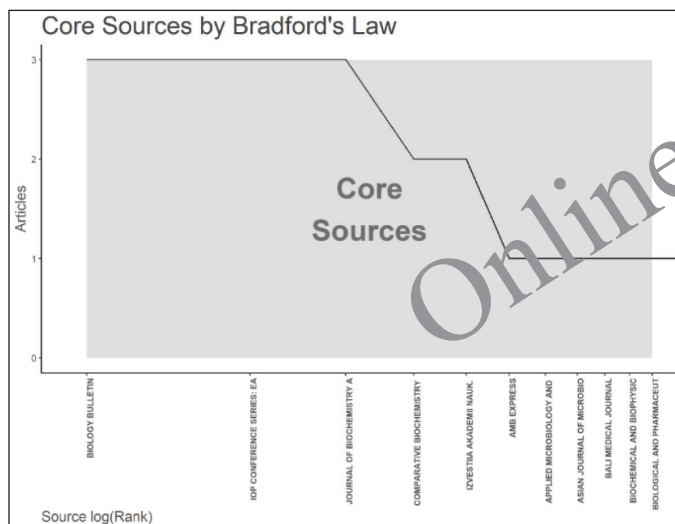 Core Sources by Bradford's Law
3
2
1
0
Articles
Core
Sources
Online
BIOLOGY BULLETIN
IOP CONFERENCE SERIES: EA
JOURNAL OF BIOCHEMISTRY A
COMPARATIVE BIOCHEMISTRY
IZVESTIIA AKADEMII NAUK.
AMB EXPRESS
APPLIED MICROBIOLOGY AND
ASIAN JOURNAL OF MICROBIO
BALI MEDICAL JOURNAL
BIOCHEMICAL AND BIOPHYSIC
BIOLOGICAL AND PHARMACEUT
Source log(Rank)